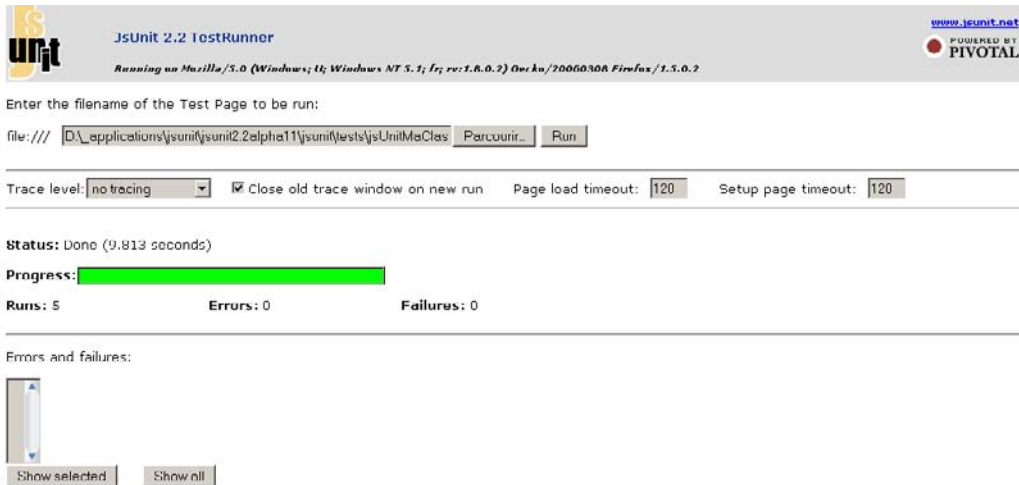 JS
unit
www.jsunit.net
JsUnit 2.2 TestRunner
POWERED BY
PIVOTAL
Running on Mozilla/5.0 (Windows; U; Windows NT 5.1; fr; rv:1.8.0.2) Gecko/20060308 Firefox/1.5.0.2
Enter the filename of the Test Page to be run:
file:/// D:\_applications\jsunit\jsunit2.2alpha11\jsunit\tests\jsUnitMaClas Parcourir... Run
Trace level: no tracing Close old trace window on new run Page load timeout: 120 Setup page timeout: 120
Status: Done (9.813 seconds)
Progress:
Runs: 5 Errors: 0 Failures: 0
Errors and failures:
Show selected Show all